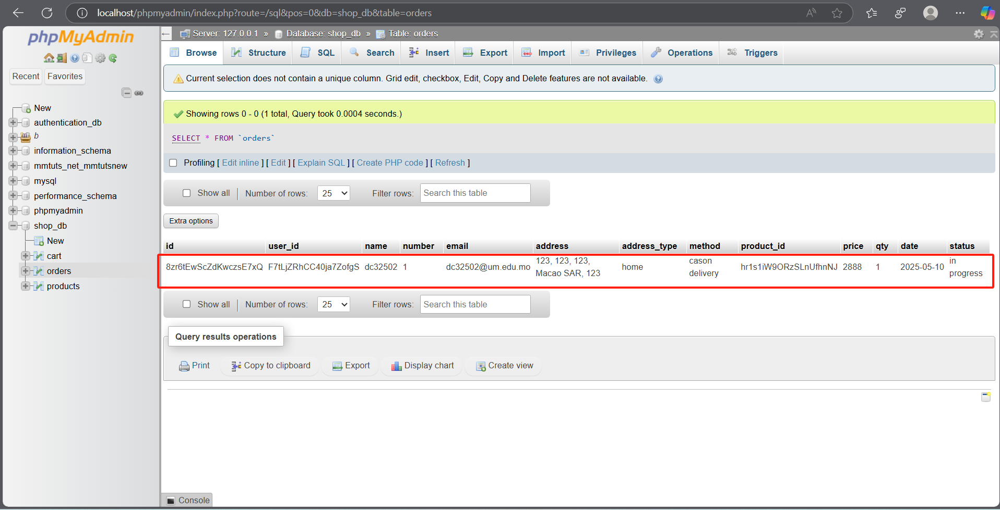 localhost/phpmyadmin/index.php?route=/sql&pos=0&db=shop_db&table=orders
phpMyAdmin
Recent Favorites
New
authentication_db
b
information_schema
mmtuts_net_mmtutsnew
mysql
performance_schema
phpmyadmin
shop_db
New
cart
orders
products
Server: 127.0.0.1 » Database: shop_db » Table: orders
Browse Structure SQL Search Insert Export Import Privileges Operations Triggers
Current selection does not contain a unique column. Grid edit, checkbox, Edit, Copy and Delete features are not available.
Showing rows 0 - 0 (1 total, Query took 0.0004 seconds.)
SELECT * FROM `orders`
Profiling [ Edit inline ] [ Edit ] [ Explain SQL ] [ Create PHP code ] [ Refresh ]
Show all Number of rows: 25 Filter rows: Search this table
Extra options
id user_id name number email address address_type method product_id price qty date status
8zr6tEwScZdKwczsE7xQ F7tLjZRhCC40ja7ZofgS dc32502 1 dc32502@um.edu.mo 123, 123, 123, Macao SAR, 123 home cason delivery hr1s1iW9ORzSLnUfhnNJ 2888 1 2025-05-10 in progress
Show all Number of rows: 25 Filter rows: Search this table
Query results operations
Print Copy to clipboard Export Display chart Create view
Console